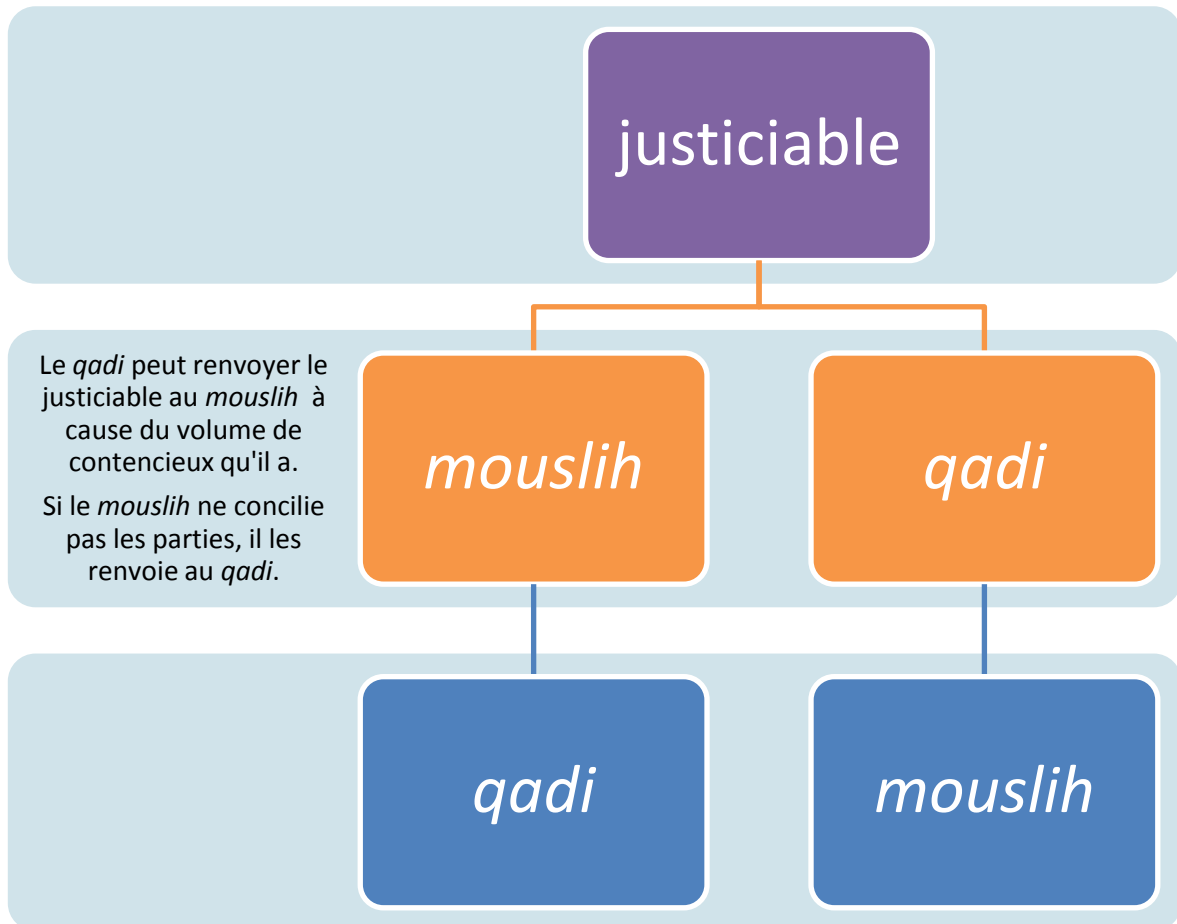 justiciable
Le qadi peut renvoyer le
justiciable au mouslih à
cause du volume de
contencieux qu'il a.
Si le mouslih ne concilie
pas les parties, il les
renvoie au qadi.
mouslih
qadi
qadi
mouslih